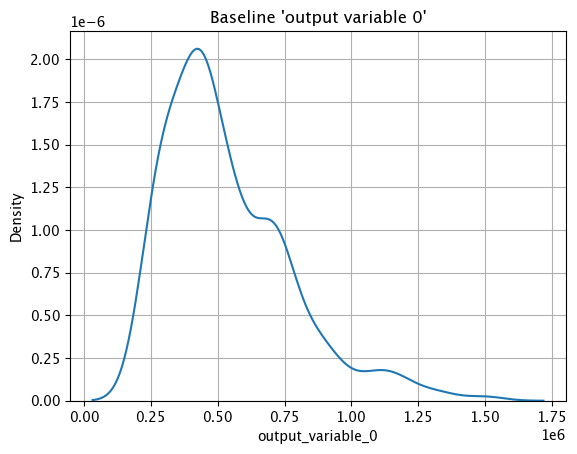 Baseline 'output variable 0'
1e−6
2.00
1.75
1.50
1.25
1.00
0.75
0.50
0.25
0.00
Density
0.00 0.25 0.50 0.75 1.00 1.25 1.50 1.75
1e6
output_variable_0